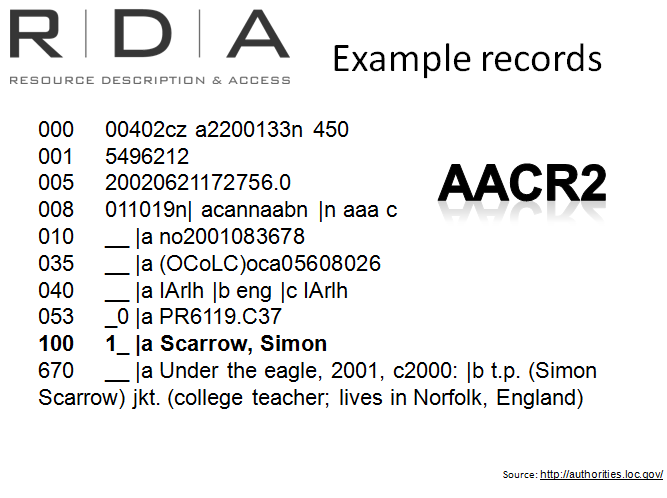 R | D | A
RESOURCE DESCRIPTION & ACCESS
Example records
000 00402cz a2200133n 450
001 5496212
005 20020621172756.0
008 011019n| acannaabn |n aaa c
010 __ |a no2001083678
035 __ |a (OCoLC)oca05608026
040 __ |a IArlh |b eng |c IArlh
053 _0 |a PR6119.C37
100 1_ |a Scarrow, Simon
670 __ |a Under the eagle, 2001, c2000: |b t.p. (Simon
Scarrow) jkt. (college teacher; lives in Norfolk, England)
AACR2
Source: http://authorities.loc.gov/